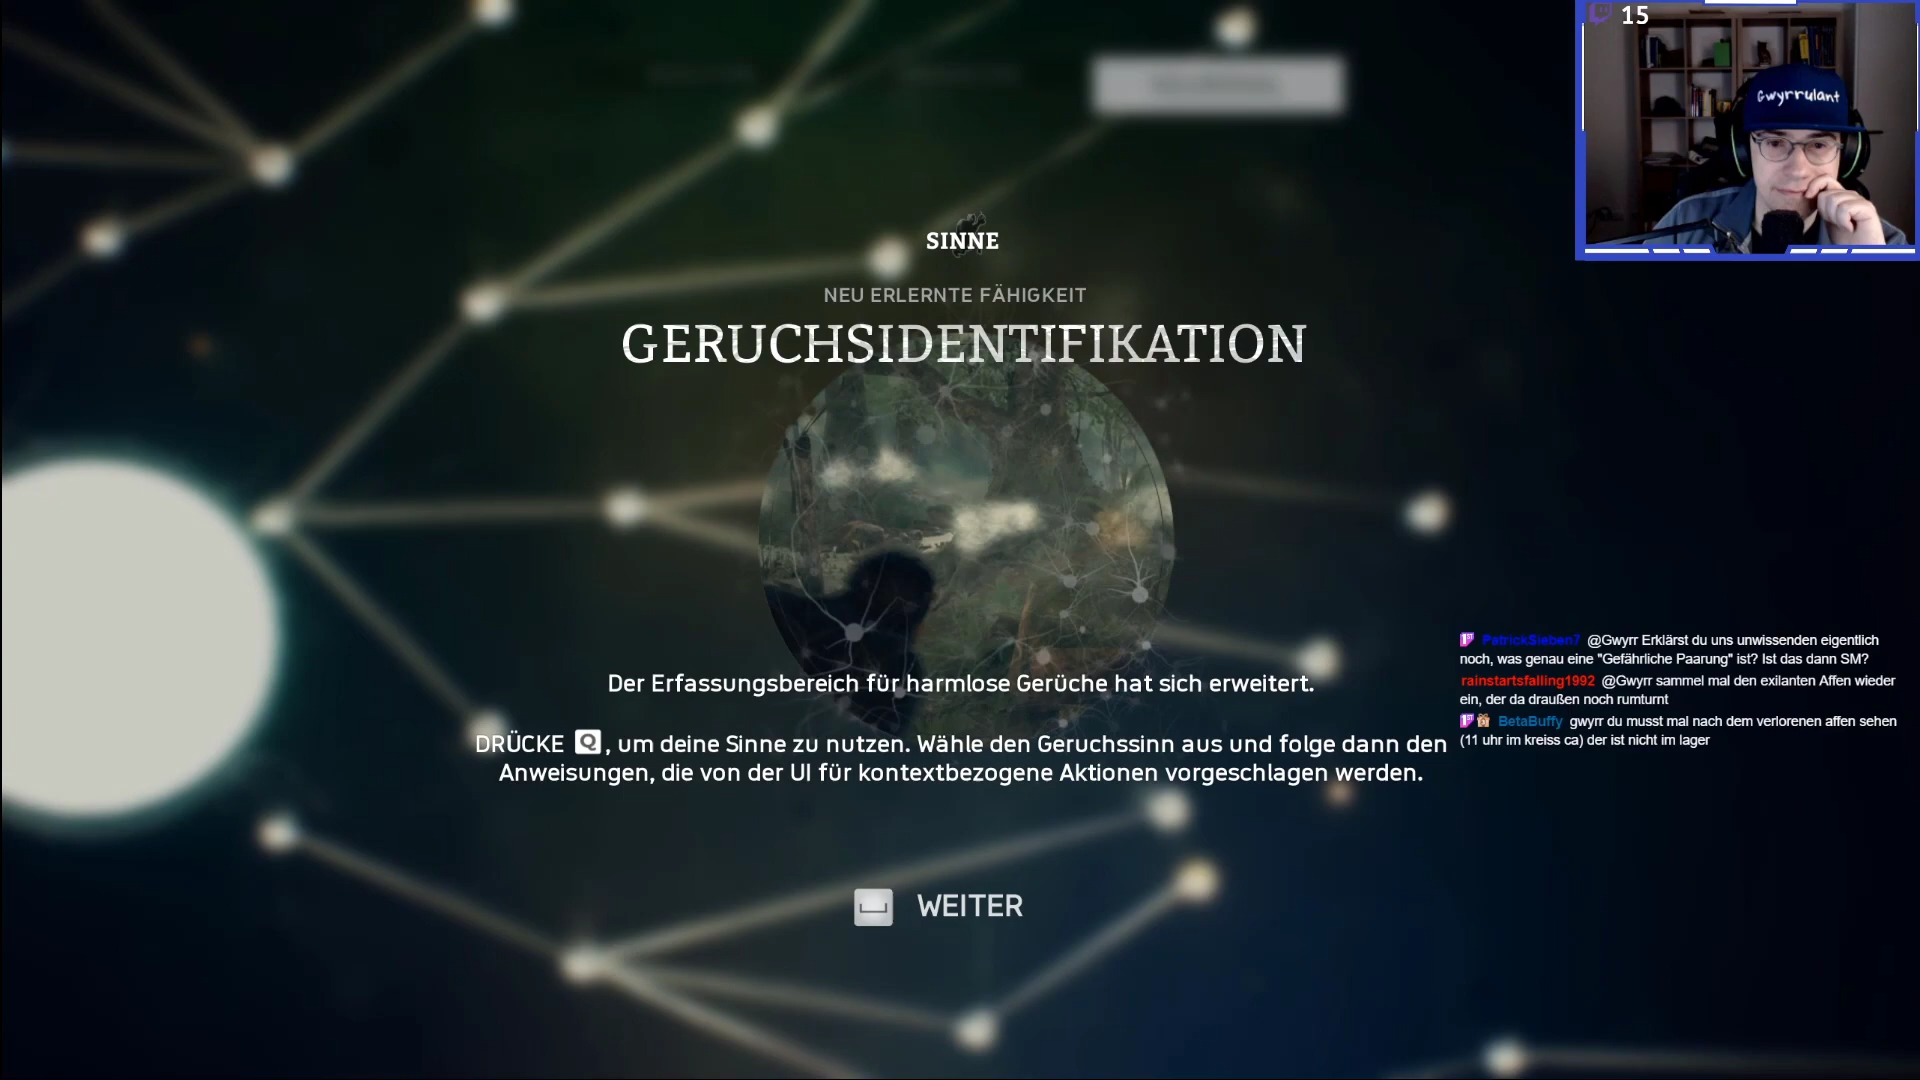 15
Gwyrrulant
SINNE
NEU ERLERNTE FÄHIGKEIT
GERUCHSIDENTIFIKATION
Der Erfassungsbereich für harmlose Gerüche hat sich erweitert.
DRÜCKE Q, um deine Sinne zu nutzen. Wähle den Geruchssinn aus und folge dann den
Anweisungen, die von der UI für kontextbezogene Aktionen vorgeschlagen werden.
WEITER
PatrickSieben7 @Gwyrr Erklärst du uns unwissenden eigentlich
noch, was genau eine "Gefährliche Paarung" ist? Ist das dann SM?
rainstartsfalling1992 @Gwyrr sammel mal den exilanten Affen wieder
ein, der da draußen noch rumturnt
BetaBuffy gwyrr du musst mal nach dem verlorenen affen sehen
(11 uhr im kreiss ca) der ist nicht im lager